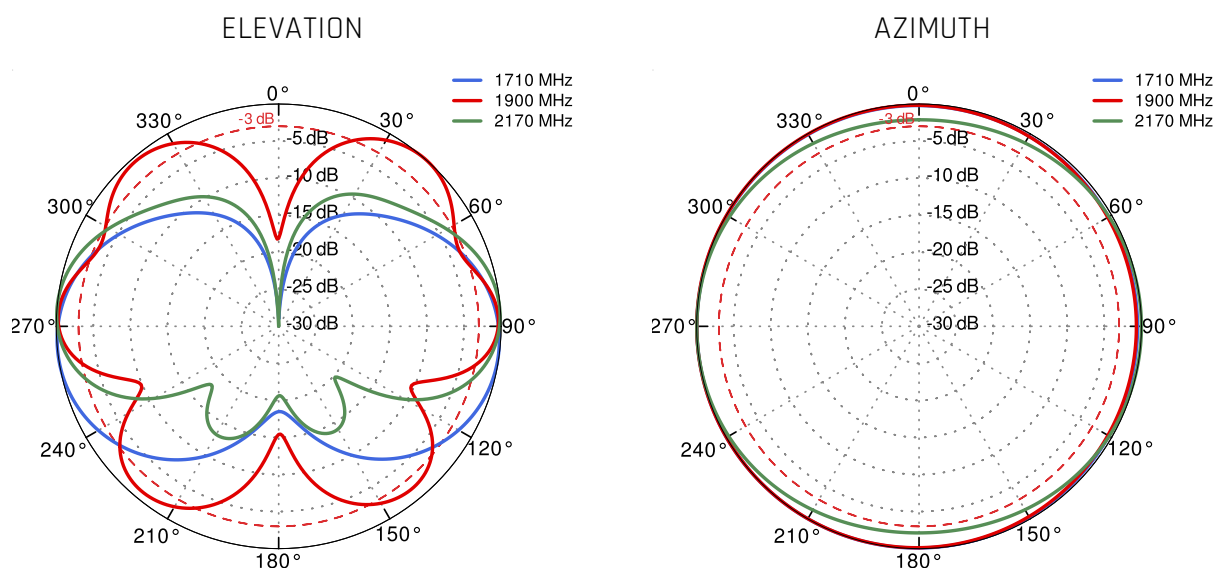 ELEVATION
1710 MHz
1900 MHz
2170 MHz
0°
330°
-3 dB
30°
-5 dB
-10 dB
300°
-15 dB
60°
-20 dB
-25 dB
270°
-30 dB
90°
240°
120°
210°
150°
180°
AZIMUTH
1710 MHz
1900 MHz
2170 MHz
0°
330°
-3 dB
30°
-5 dB
-10 dB
300°
-15 dB
60°
-20 dB
-25 dB
270°
-30 dB
90°
240°
120°
210°
150°
180°